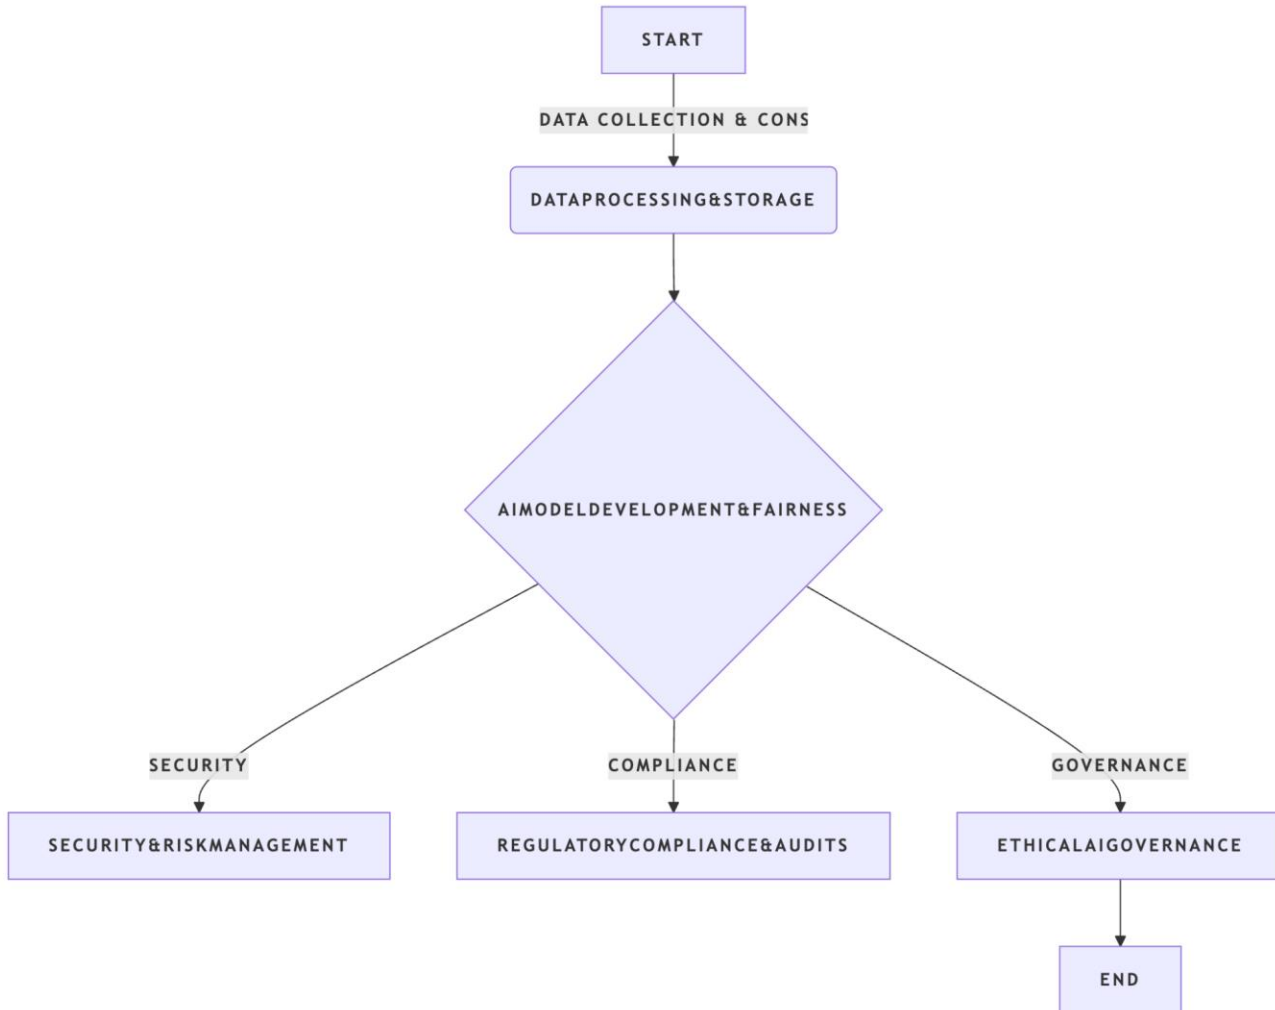 START
DATA COLLECTION & CONS
DATAPROCESSING&STORAGE
AIMODELDEVELOPMENT&FAIRNESS
SECURITY
COMPLIANCE
GOVERNANCE
SECURITY&RISKMANAGEMENT
REGULATORYCOMPLIANCE&AUDITS
ETHICALAIGOVERNANCE
END